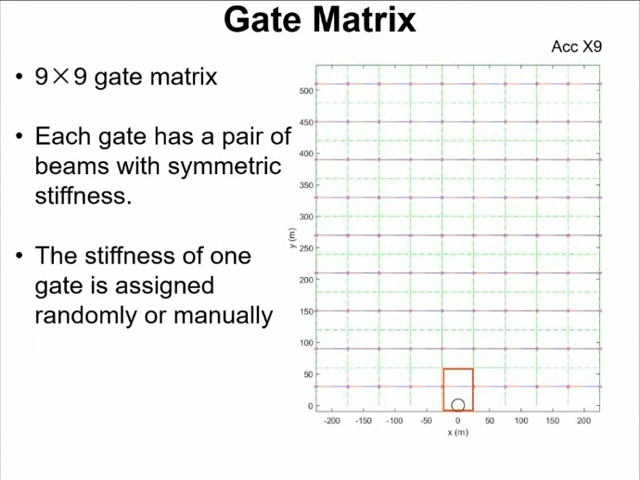 Gate Matrix
Acc X9
• 9×9 gate matrix
• Each gate has a pair of
beams with symmetric
stiffness.
• The stiffness of one
gate is assigned
randomly or manually
500
450
400
350
300
250
200
150
100
50
0
y (m)
-200 -150 -100 -50 0 50 100 150 200
x (m)